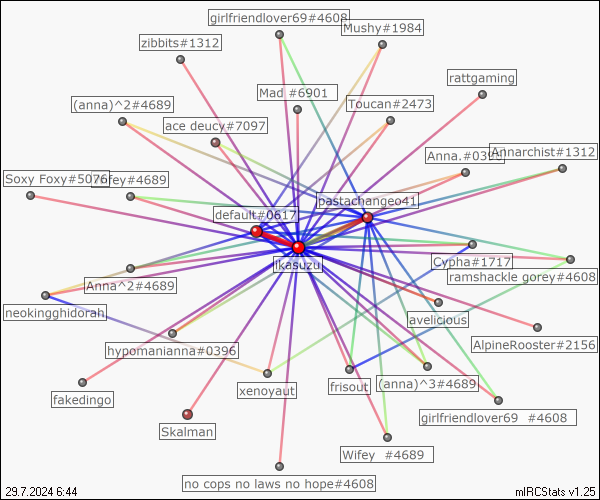 girlfriendlover69#4608
Mushy#1984
zibbits#1312
rattgaming
Mad #6901
(anna)^2#4689
Toucan#2473
ace deucy#7097
Annarchist#1312
Anna.#039
Soxy Foxy#5076
fey#4689
pastachangeo41
default#0617
ikasuzu
Cypha#1717
ramshackle gorey#4608
Anna^2#4689
neokingghidorah
avelicious
AlpineRooster#2156
hypomanianna#0396
frisout
(anna)^3#4689
xenoyaut
fakedingo
girlfriendlover69 #4608
Skalman
Wifey #4689
no cops no laws no hope#4608
29.7.2024 6:44
mIRCStats v1.25